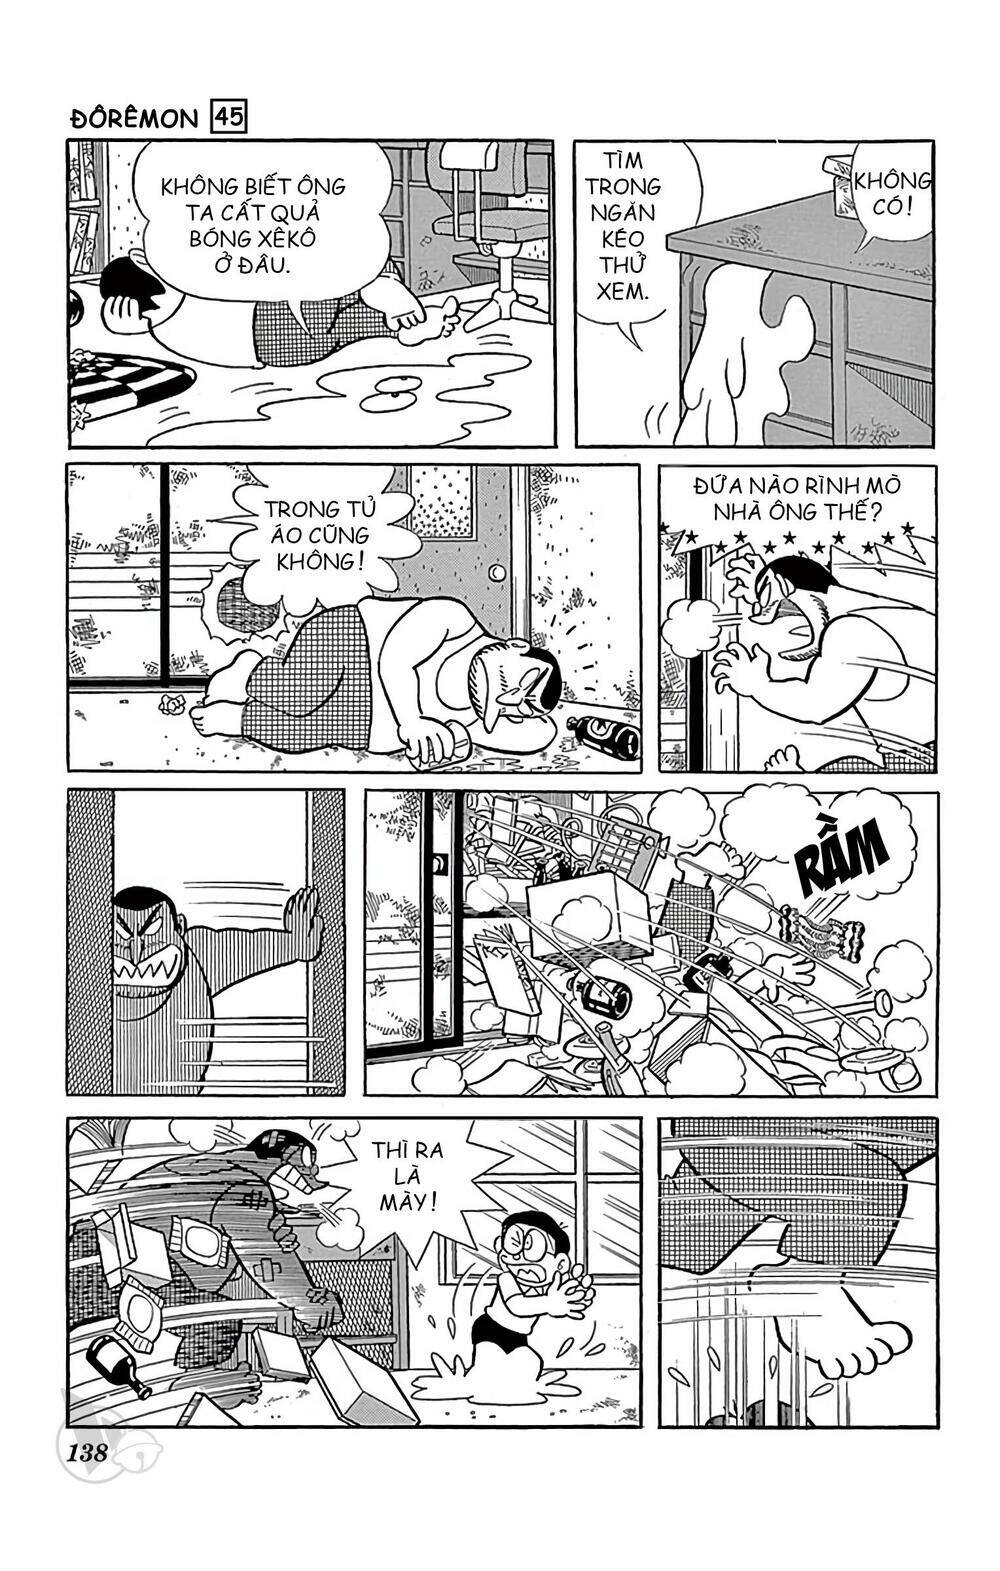 ĐÔRÊMON 45
KHÔNG BIẾT ÔNG
TA CẤT QUẢ
BÓNG XÊKÔ
Ở ĐÂU.
TÌM
TRONG
NGĂN
KÉO
THỬ
XEM.
KHÔNG
CÓ!
TRONG TỦ
ÁO CŨNG
KHÔNG!
ĐỨA NÀO RÌNH MÒ
NHÀ ÔNG THẾ?
RẦM
THÌ RA
LÀ
MÀY!
138